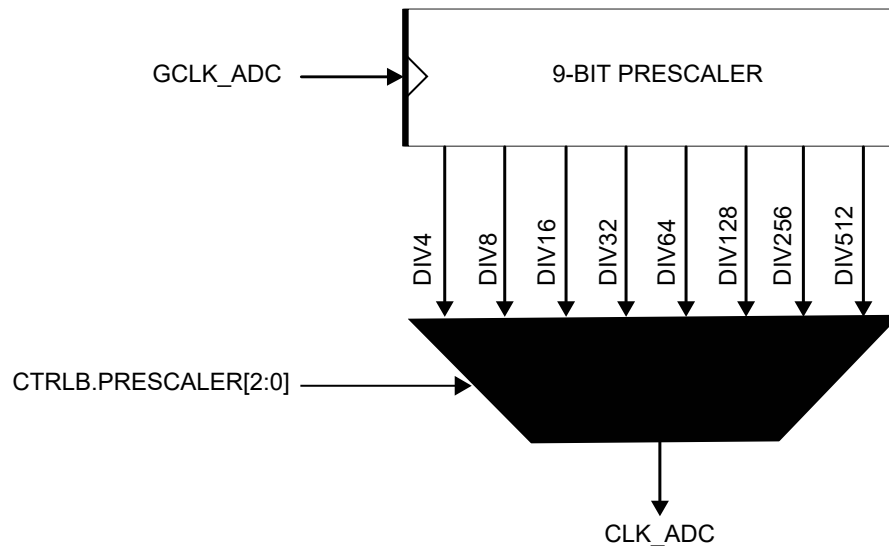 GCLK_ADC
9-BIT PRESCALER
DIV4
DIV8
DIV16
DIV32
DIV64
DIV128
DIV256
DIV512
CTRLB.PRESCALER[2:0]
CLK_ADC